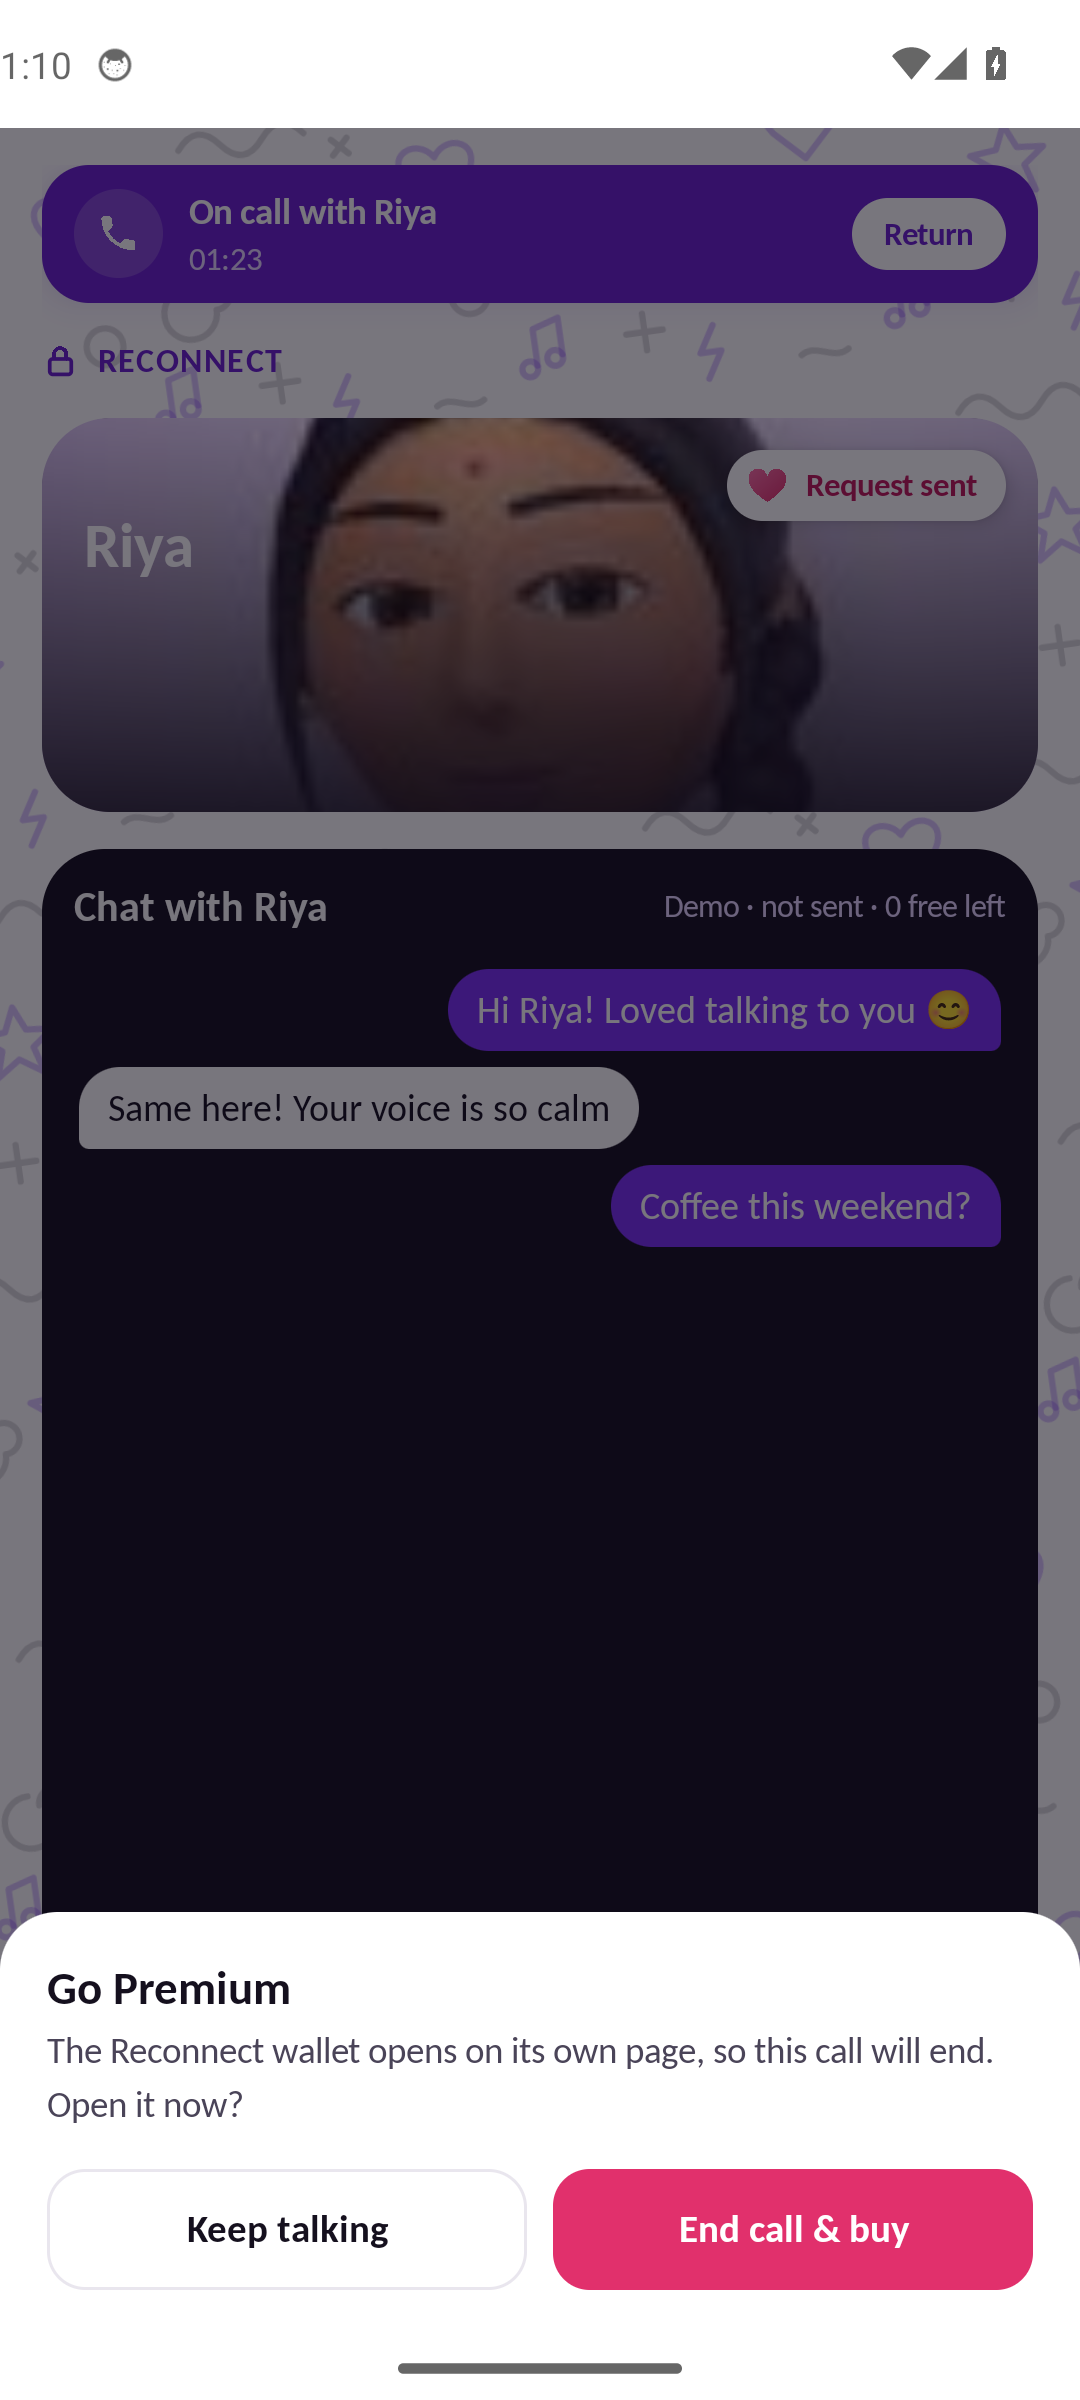 1:10
On call with Riya
01:23
Return
RECONNECT
Request sent
Riya
Chat with Riya
Demo · not sent · 0 free left
Hi Riya! Loved talking to you 😊
Same here! Your voice is so calm
Coffee this weekend?
Go Premium
The Reconnect wallet opens on its own page, so this call will end.
Open it now?
Keep talking
End call & buy